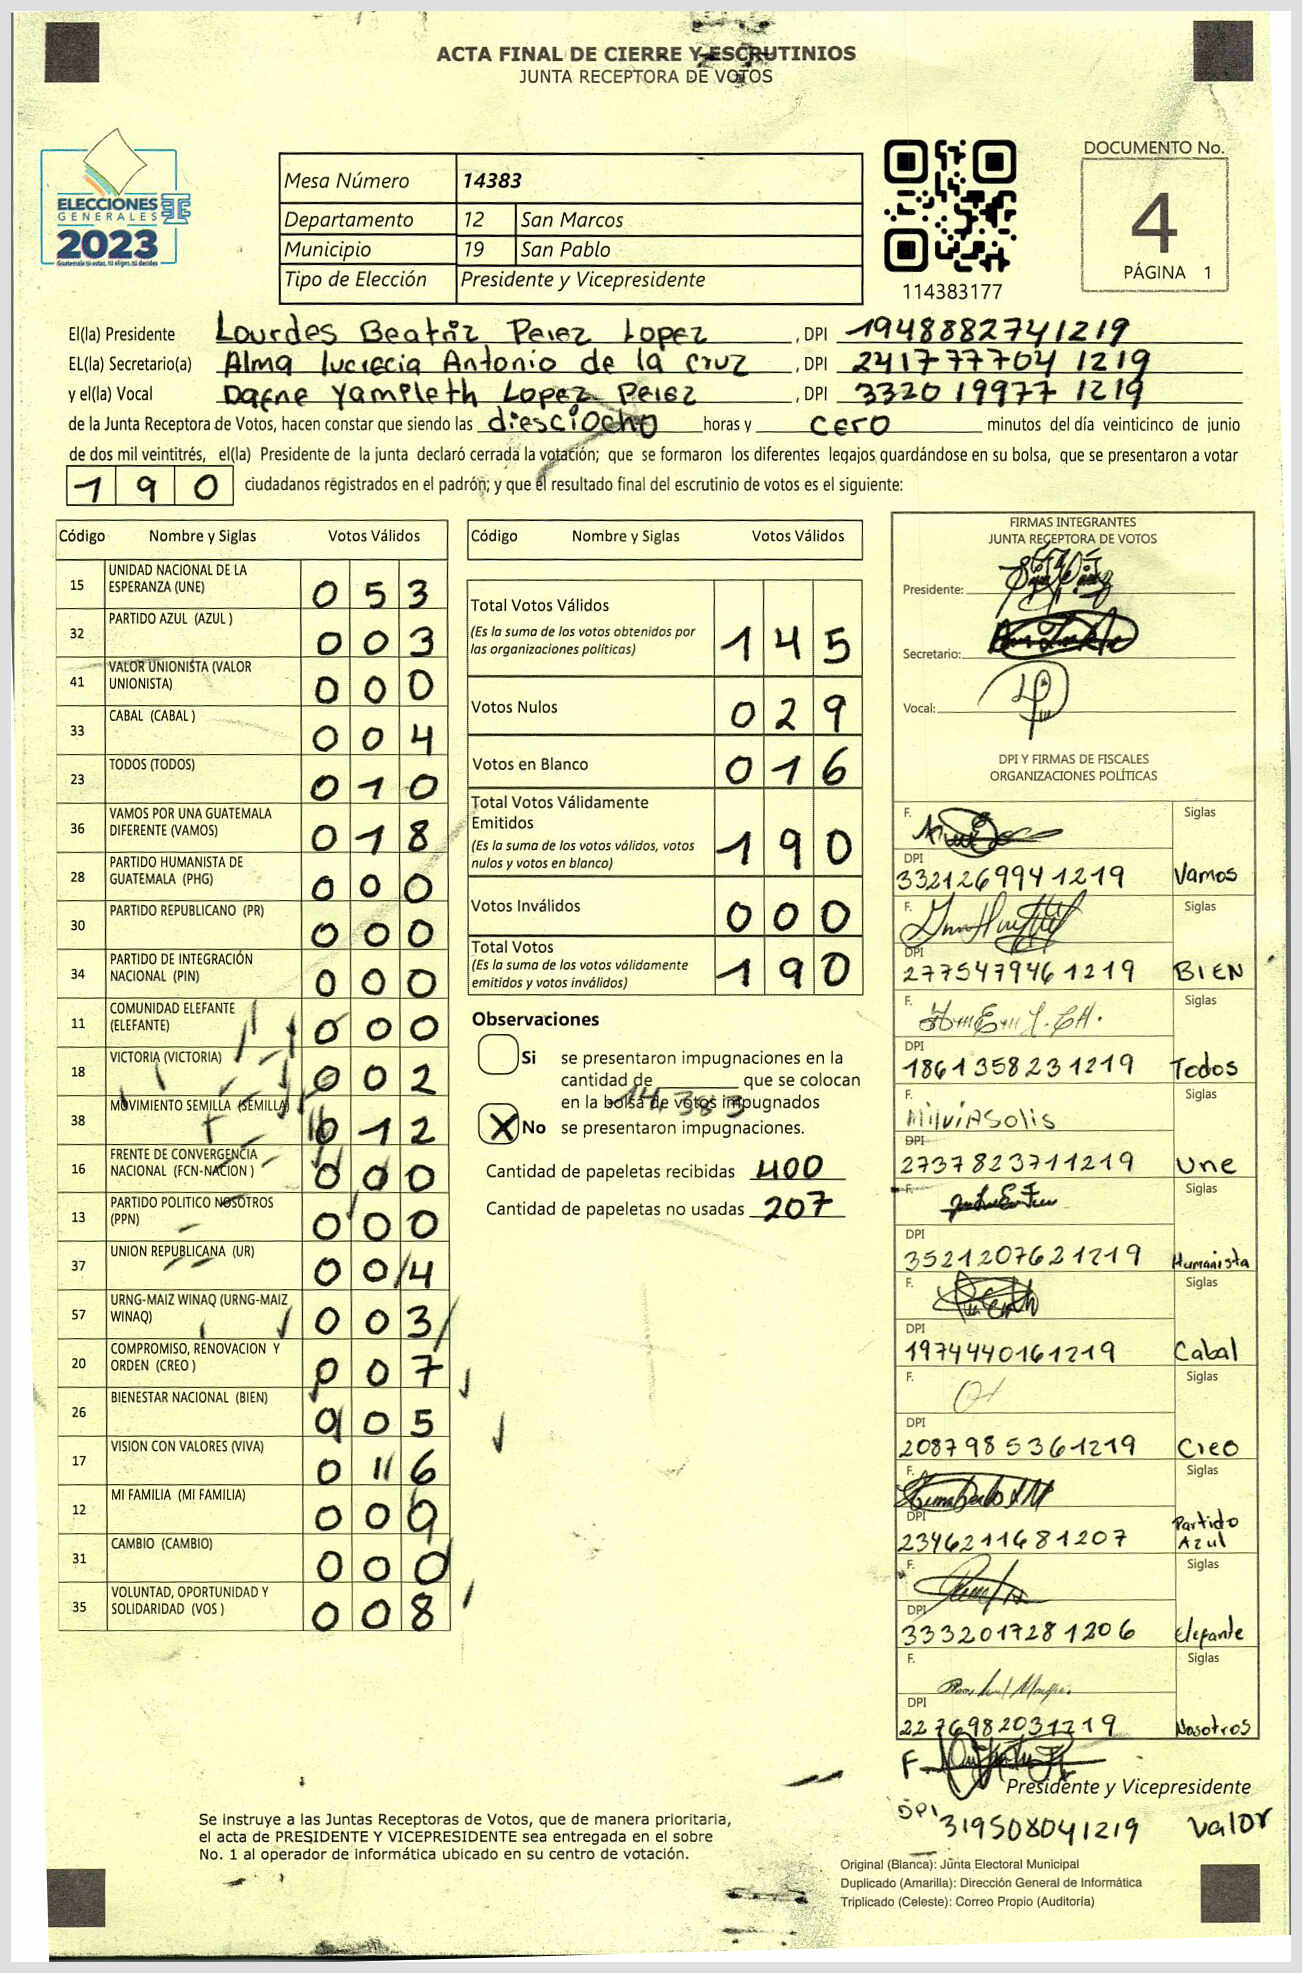 ACTA FINAL DE CIERRE Y ESCRUTINIOS
JUNTA RECEPTORA DE VOTOS
ELECCIONES
GENERALES
2023
Guatemala tú votas, tú eliges, tú decides
Mesa Número 14383
Departamento 12 San Marcos
Municipio 19 San Pablo
Tipo de Elección Presidente y Vicepresidente
114383177
DOCUMENTO No.
4
PÁGINA 1
El(la) Presidente Lourdes Beatriz Perez Lopez, DPI 1948882741219
EL(la) Secretario(a) Alma lucrecia Antonio de la cruz, DPI 2417777041219
y el(la) Vocal Dafne Yamileth Lopez Perez, DPI 3320199771219
de la Junta Receptora de Votos, hacen constar que siendo las diesciocho horas y cero minutos del día veinticinco de junio
de dos mil veintitrés, el(la) Presidente de la junta declaró cerrada la votación; que se formaron los diferentes legajos guardándose en su bolsa, que se presentaron a votar
190 ciudadanos registrados en el padrón; y que el resultado final del escrutinio de votos es el siguiente:
Código Nombre y Siglas Votos Válidos
15 UNIDAD NACIONAL DE LA ESPERANZA (UNE) 053
32 PARTIDO AZUL (AZUL ) 003
41 VALOR UNIONISTA (VALOR UNIONISTA) 000
33 CABAL (CABAL ) 004
23 TODOS (TODOS) 010
36 VAMOS POR UNA GUATEMALA DIFERENTE (VAMOS) 018
28 PARTIDO HUMANISTA DE GUATEMALA (PHG) 000
30 PARTIDO REPUBLICANO (PR) 000
34 PARTIDO DE INTEGRACIÓN NACIONAL (PIN) 000
11 COMUNIDAD ELEFANTE (ELEFANTE) 000
18 VICTORIA (VICTORIA) 002
38 MOVIMIENTO SEMILLA (SEMILLA) 012
16 FRENTE DE CONVERGENCIA NACIONAL (FCN-NACION ) 000
13 PARTIDO POLITICO NOSOTROS (PPN) 000
37 UNION REPUBLICANA (UR) 004
57 URNG-MAIZ WINAQ (URNG-MAIZ WINAQ) 003
20 COMPROMISO, RENOVACION Y ORDEN (CREO ) 007
26 BIENESTAR NACIONAL (BIEN) 005
17 VISION CON VALORES (VIVA) 0 6
12 MI FAMILIA (MI FAMILIA) 00
31 CAMBIO (CAMBIO) 000
35 VOLUNTAD, OPORTUNIDAD Y SOLIDARIDAD (VOS ) 008
Código Nombre y Siglas Votos Válidos
Total Votos Válidos 145
(Es la suma de los votos obtenidos por
las organizaciones políticas)
Votos Nulos 029
Votos en Blanco 016
Total Votos Válidamente
Emitidos 190
(Es la suma de los votos válidos, votos
nulos y votos en blanco)
Votos Inválidos 000
Total Votos 190
(Es la suma de los votos válidamente
emitidos y votos inválidos)
Observaciones
Si se presentaron impugnaciones en la
cantidad de ______ que se colocan
14,383
en la bolsa de votos impugnados
X No se presentaron impugnaciones.
Cantidad de papeletas recibidas 400
Cantidad de papeletas no usadas 207
FIRMAS INTEGRANTES
JUNTA RECEPTORA DE VOTOS
Presidente:
Secretario:
Vocal:
DPI Y FIRMAS DE FISCALES
ORGANIZACIONES POLÍTICAS
F. Siglas
DPI
3321269941219 Vamos
F. Siglas
DPI
2775479461219 BIEN
F. Siglas
DPI
1861358231219 Todos
F. Siglas
Milvia Solis
DPI
2737823711219 Une
F. Siglas
DPI
3521207621219 Humanista
F. Siglas
DPI
1974440161219 Cabal
F. Siglas
DPI
2087985361219 Creo
F. Siglas
DPI
2346211681207 Partido Azul
F. Siglas
DPI
3332017281206 Elefante
F. Siglas
DPI
2276982031219 Nosotros
F.
Presidente y Vicepresidente
DPI 319508041219 Valor
Se instruye a las Juntas Receptoras de Votos, que de manera prioritaria,
el acta de PRESIDENTE Y VICEPRESIDENTE sea entregada en el sobre
No. 1 al operador de informática ubicado en su centro de votación.
Original (Blanca): Junta Electoral Municipal
Duplicado (Amarilla): Dirección General de Informática
Triplicado (Celeste): Correo Propio (Auditoría)